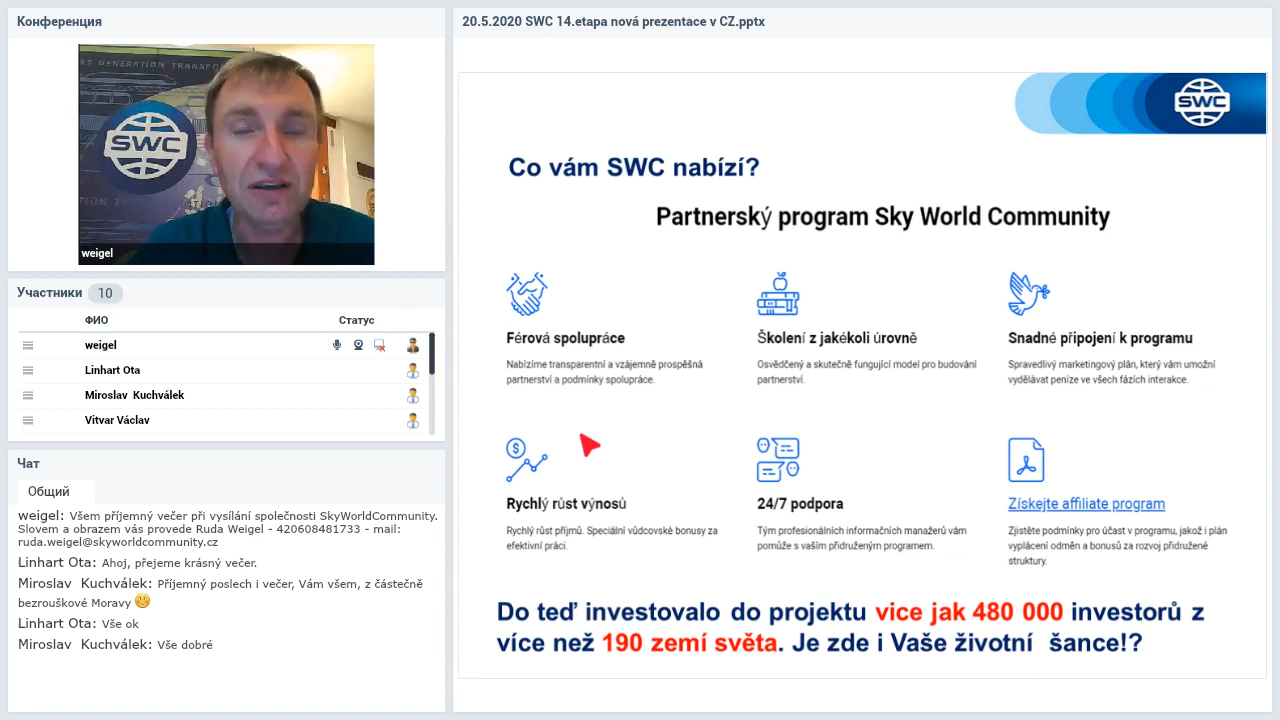 Конференция
NEXT GENERATION TRANSPOR
SWC
weigel
Участники 10
ФИО Статус
weigel
Linhart Ota
Miroslav Kuchválek
Vitvar Václav
Чат
Общий
weigel: Všem příjemný večer při vysílání společnosti SkyWorldCommunity.
Slovem a obrazem vás provede Ruda Weigel - 420608481733 - mail:
ruda.weigel@skyworldcommunity.cz
Linhart Ota: Ahoj, přejeme krásný večer.
Miroslav Kuchválek: Příjemný poslech i večer, Vám všem, z částečně
bezrouškové Moravy
Linhart Ota: Vše ok
Miroslav Kuchválek: Vše dobré
20.5.2020 SWC 14.etapa nová prezentace v CZ.pptx
SWC
Co vám SWC nabízí?
Partnerský program Sky World Community
Férová spolupráce
Nabízíme transparentní a vzájemně prospěšná
partnerství a podmínky spolupráce.
Školení z jakékoli úrovně
Osvědčený a skutečně fungující model pro budování
partnerství.
Snadné připojení k programu
Spravedlivý marketingový plán, který vám umožní
vydělávat peníze ve všech fázích interakce.
Rychlý růst výnosů
Rychlý růst příjmů. Speciální vůdcovské bonusy za
efektivní práci.
24/7 podpora
Tým profesionálních informačních manažerů vám
pomůže s vaším přidruženým programem.
Získejte affiliate program
Zjistěte podmínky pro účast v programu, jakož i plán
vyplácení odměn a bonusů za rozvoj přidružené
struktury.
Do teď investovalo do projektu vice jak 480 000 investorů z
více než 190 zemí světa. Je zde i Vaše životní šance!?